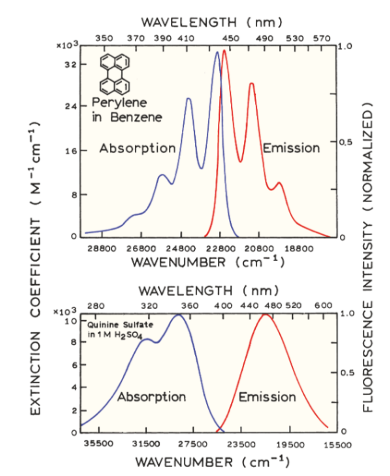 WAVELENGTH ( nm)
350 370 390 410 450 490 530 570
×10³
32
24
16
8
0
1.0
0,5
0
Perylene
in Benzene
Absorption
Emission
28800 26800 24800 22800 20800 18800
WAVENUMBER (cm⁻¹)
EXTINCTION COEFFICIENT ( M⁻¹ cm⁻¹)
FLUORESCENCE INTENSITY (NORMALIZED)
WAVELENGTH ( nm)
280 320 360 400 440 480 520 600
×10³
10
8
6
4
2
0
1.0
0.5
0
Quinine Sulfate
in 1 M H₂SO₄
Absorption
Emission
35500 31500 27500 23500 19500 15500
WAVENUMBER (cm⁻¹)